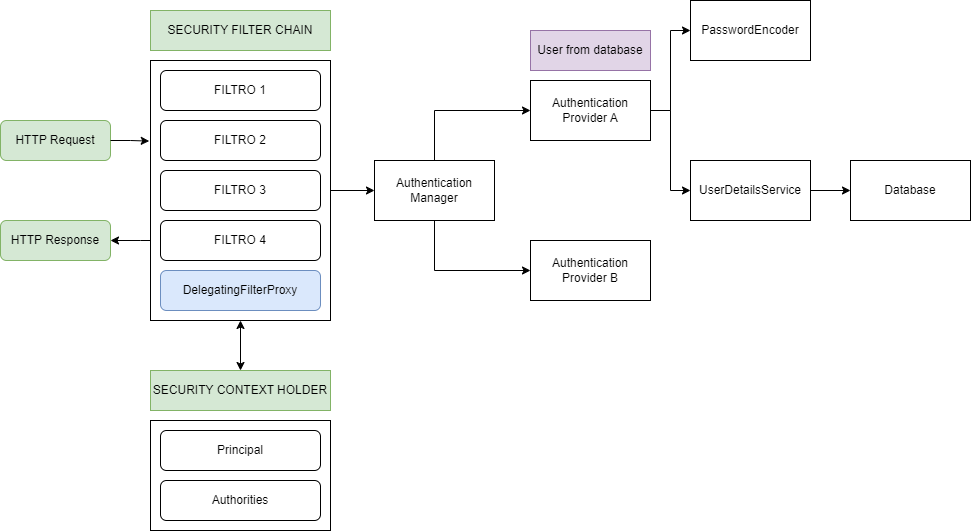 SECURITY FILTER CHAIN
FILTRO 1
FILTRO 2
FILTRO 3
FILTRO 4
DelegatingFilterProxy
HTTP Request
HTTP Response
Authentication
Manager
User from database
Authentication
Provider A
Authentication
Provider B
PasswordEncoder
UserDetailsService
Database
SECURITY CONTEXT HOLDER
Principal
Authorities